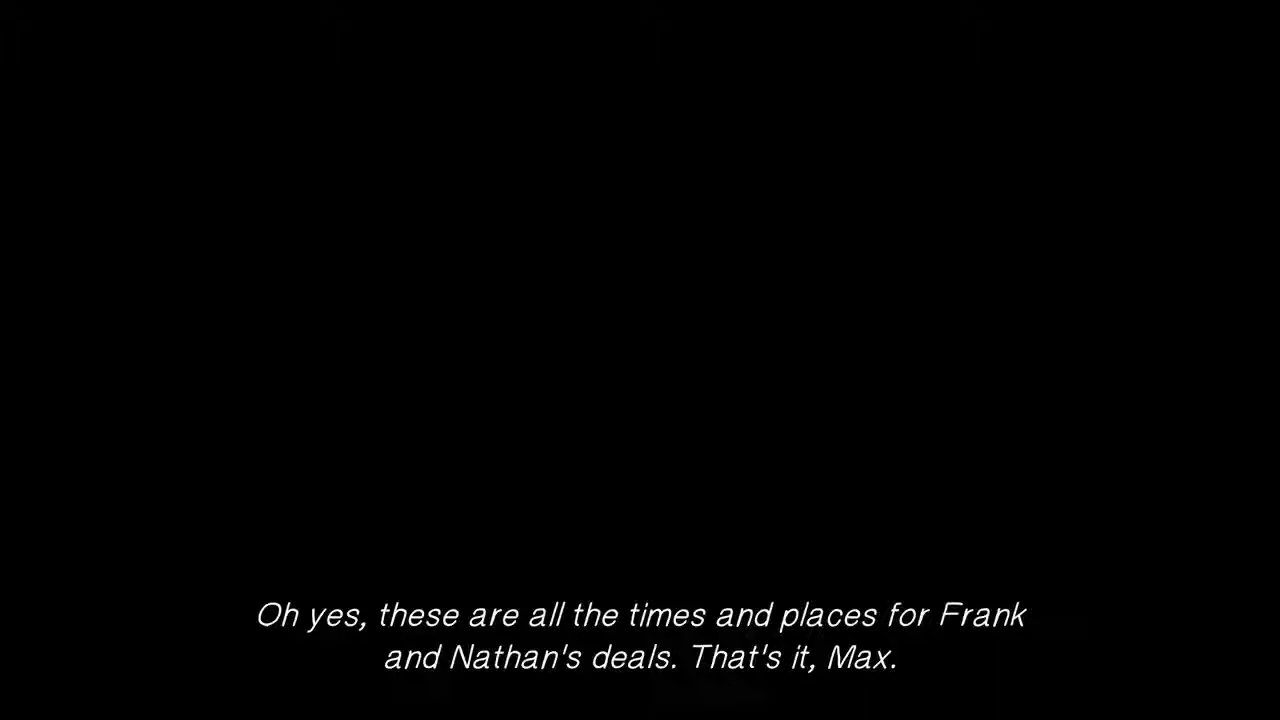 Oh yes, these are all the times and places for Frank
and Nathan's deals. That's it, Max.